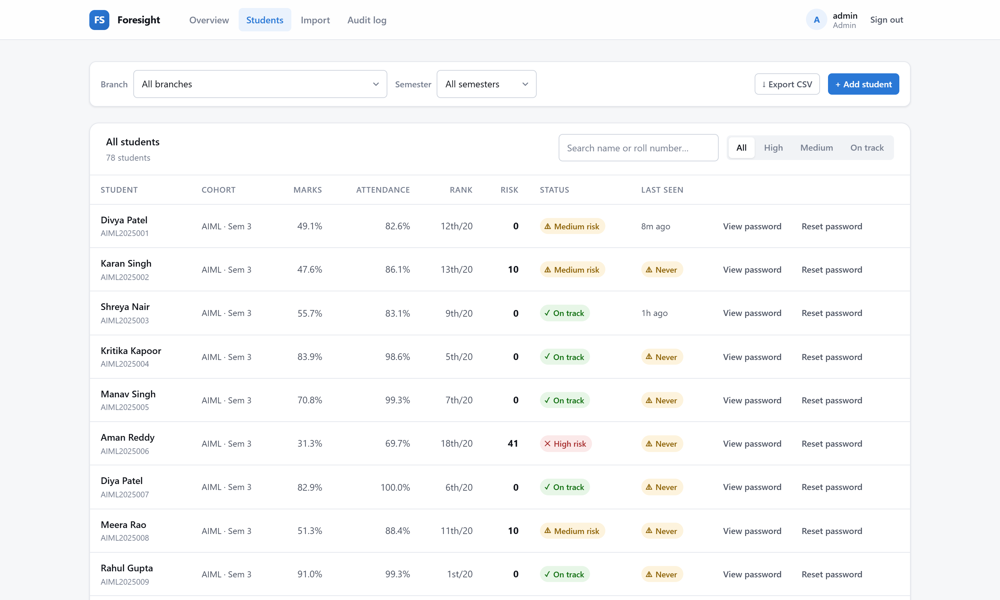 FS Foresight Overview Students Import Audit log A admin Sign out
Admin
Branch All branches Semester All semesters ↓ Export CSV + Add student
All students
78 students
Search name or roll number... All High Medium On track
STUDENT COHORT MARKS ATTENDANCE RANK RISK STATUS LAST SEEN
Divya Patel
AIML2025001
AIML · Sem 3 49.1% 82.6% 12th/20 0 ⚠ Medium risk 8m ago View password Reset password
Karan Singh
AIML2025002
AIML · Sem 3 47.6% 86.1% 13th/20 10 ⚠ Medium risk ⚠ Never View password Reset password
Shreya Nair
AIML2025003
AIML · Sem 3 55.7% 83.1% 9th/20 0 ✓ On track 1h ago View password Reset password
Kritika Kapoor
AIML2025004
AIML · Sem 3 83.9% 98.6% 5th/20 0 ✓ On track ⚠ Never View password Reset password
Manav Singh
AIML2025005
AIML · Sem 3 70.8% 99.3% 7th/20 0 ✓ On track ⚠ Never View password Reset password
Aman Reddy
AIML2025006
AIML · Sem 3 31.3% 69.7% 18th/20 41 ✕ High risk ⚠ Never View password Reset password
Diya Patel
AIML2025007
AIML · Sem 3 82.9% 100.0% 6th/20 0 ✓ On track ⚠ Never View password Reset password
Meera Rao
AIML2025008
AIML · Sem 3 51.3% 88.4% 11th/20 10 ⚠ Medium risk ⚠ Never View password Reset password
Rahul Gupta
AIML2025009
AIML · Sem 3 91.0% 99.3% 1st/20 0 ✓ On track ⚠ Never View password Reset password